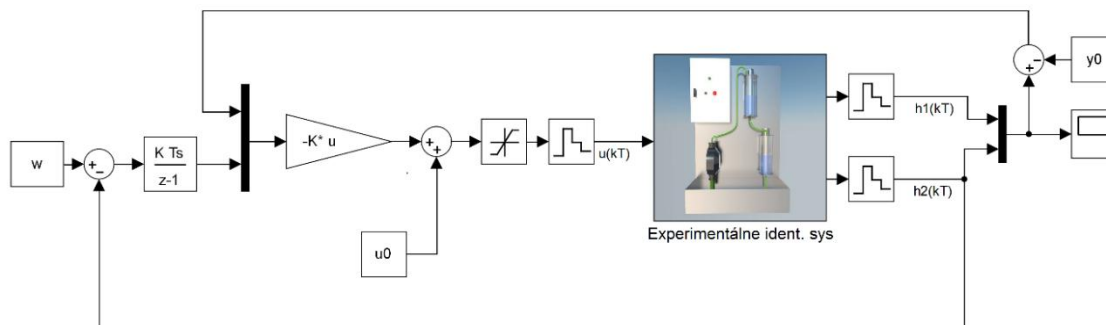 y0
h1(kT)
w
K Ts
z-1
-K* u
u(kT)
h2(kT)
Experimentálne ident. sys
u0